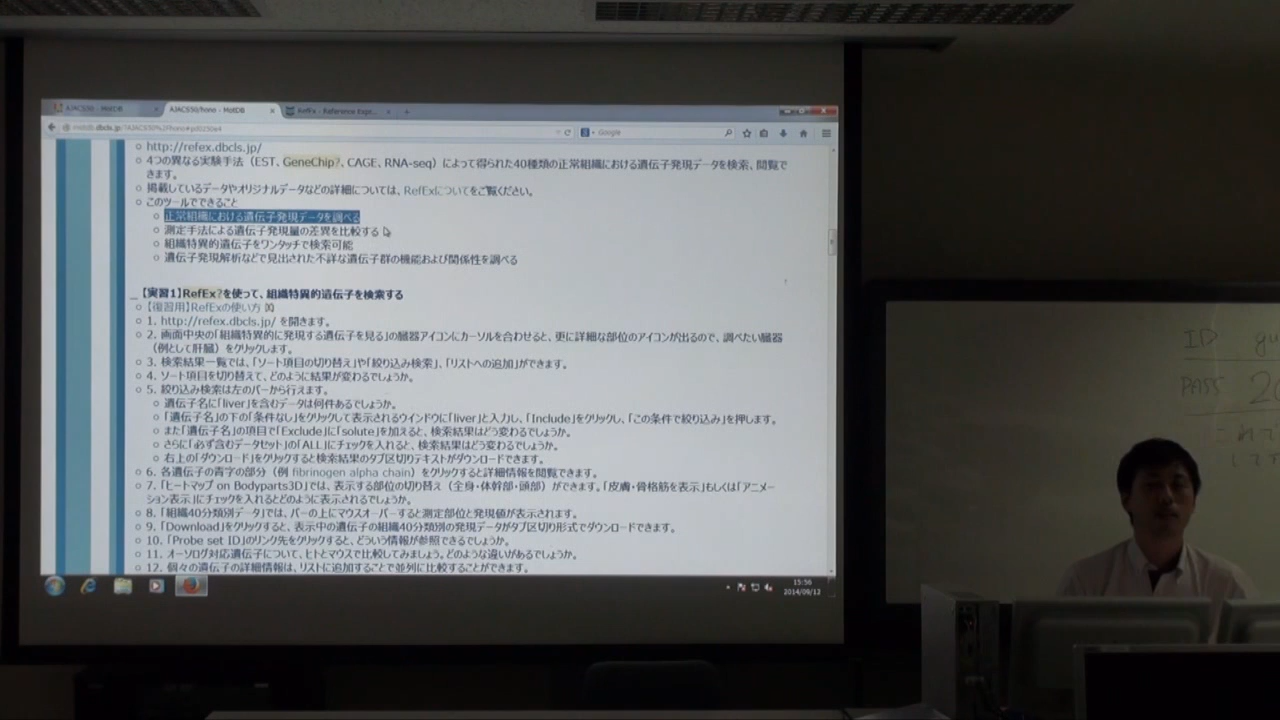 AJACS50 - MotDB
AJACS50/hono - MotDB
RefEx - Reference Expr...
motdb.dbcls.jp/?AJACS50%2Fhono#pd0250e4
Google
http://refex.dbcls.jp/
4つの異なる実験手法（EST、GeneChip?、CAGE、RNA-seq）によって得られた40種類の正常組織における遺伝子発現データを検索、閲覧で
きます。
掲載しているデータやオリジナルデータなどの詳細については、RefExについてをご覧ください。
このツールでできること
正常組織における遺伝子発現データを調べる
測定手法による遺伝子発現量の差異を比較する
組織特異的遺伝子をワンタッチで検索可能
遺伝子発現解析などで見出された不詳な遺伝子群の機能および関係性を調べる
【実習1】RefEx?を使って、組織特異的遺伝子を検索する
【復習用】RefExの使い方
1. http://refex.dbcls.jp/ を開きます。
2. 画面中央の「組織特異的に発現する遺伝子を見る」の臓器アイコンにカーソルを合わせると、更に詳細な部位のアイコンが出るので、調べたい臓器
（例として肝臓）をクリックします。
3. 検索結果一覧では、「ソート項目の切り替え」や「絞り込み検索」、「リストへの追加」ができます。
4. ソート項目を切り替えて、どのように結果が変わるでしょうか。
5. 絞り込み検索は左のバーから行えます。
遺伝子名に「liver」を含むデータは何件あるでしょうか。
「遺伝子名」の下の「条件なし」をクリックして表示されるウインドウに「liver」と入力し、「Include」をクリックし、「この条件で絞り込み」を押します。
また「遺伝子名」の項目で「Exclude」に「solute」を加えると、検索結果はどう変わるでしょうか。
さらに「必ず含むデータセット」の「ALL」にチェックを入れると、検索結果はどう変わるでしょうか。
右上の「ダウンロード」をクリックすると検索結果のタブ区切りテキストがダウンロードできます。
6. 各遺伝子の青字の部分（例 fibrinogen alpha chain）をクリックすると詳細情報を閲覧できます。
7. 「ヒートマップ on Bodyparts3D」では、表示する部位の切り替え（全身・体幹部・頭部）ができます。「皮膚・骨格筋を表示」もしくは「アニメー
ション表示」にチェックを入れるとどのように表示されるでしょうか。
8. 「組織40分類別データ」では、バーの上にマウスオーバーすると測定部位と発現値が表示されます。
9. 「Download」をクリックすると、表示中の遺伝子の組織40分類別の発現データがタブ区切り形式でダウンロードできます。
10. 「Probe set ID」のリンク先をクリックすると、どういう情報が参照できるでしょうか。
11. オーソログ対応遺伝子について、ヒトとマウスで比較してみましょう。どのような違いがあるでしょうか。
12. 個々の遺伝子の詳細情報は、リストに追加することで並列に比較することができます。
15:56
2014/09/12
ID gu
PASS 20